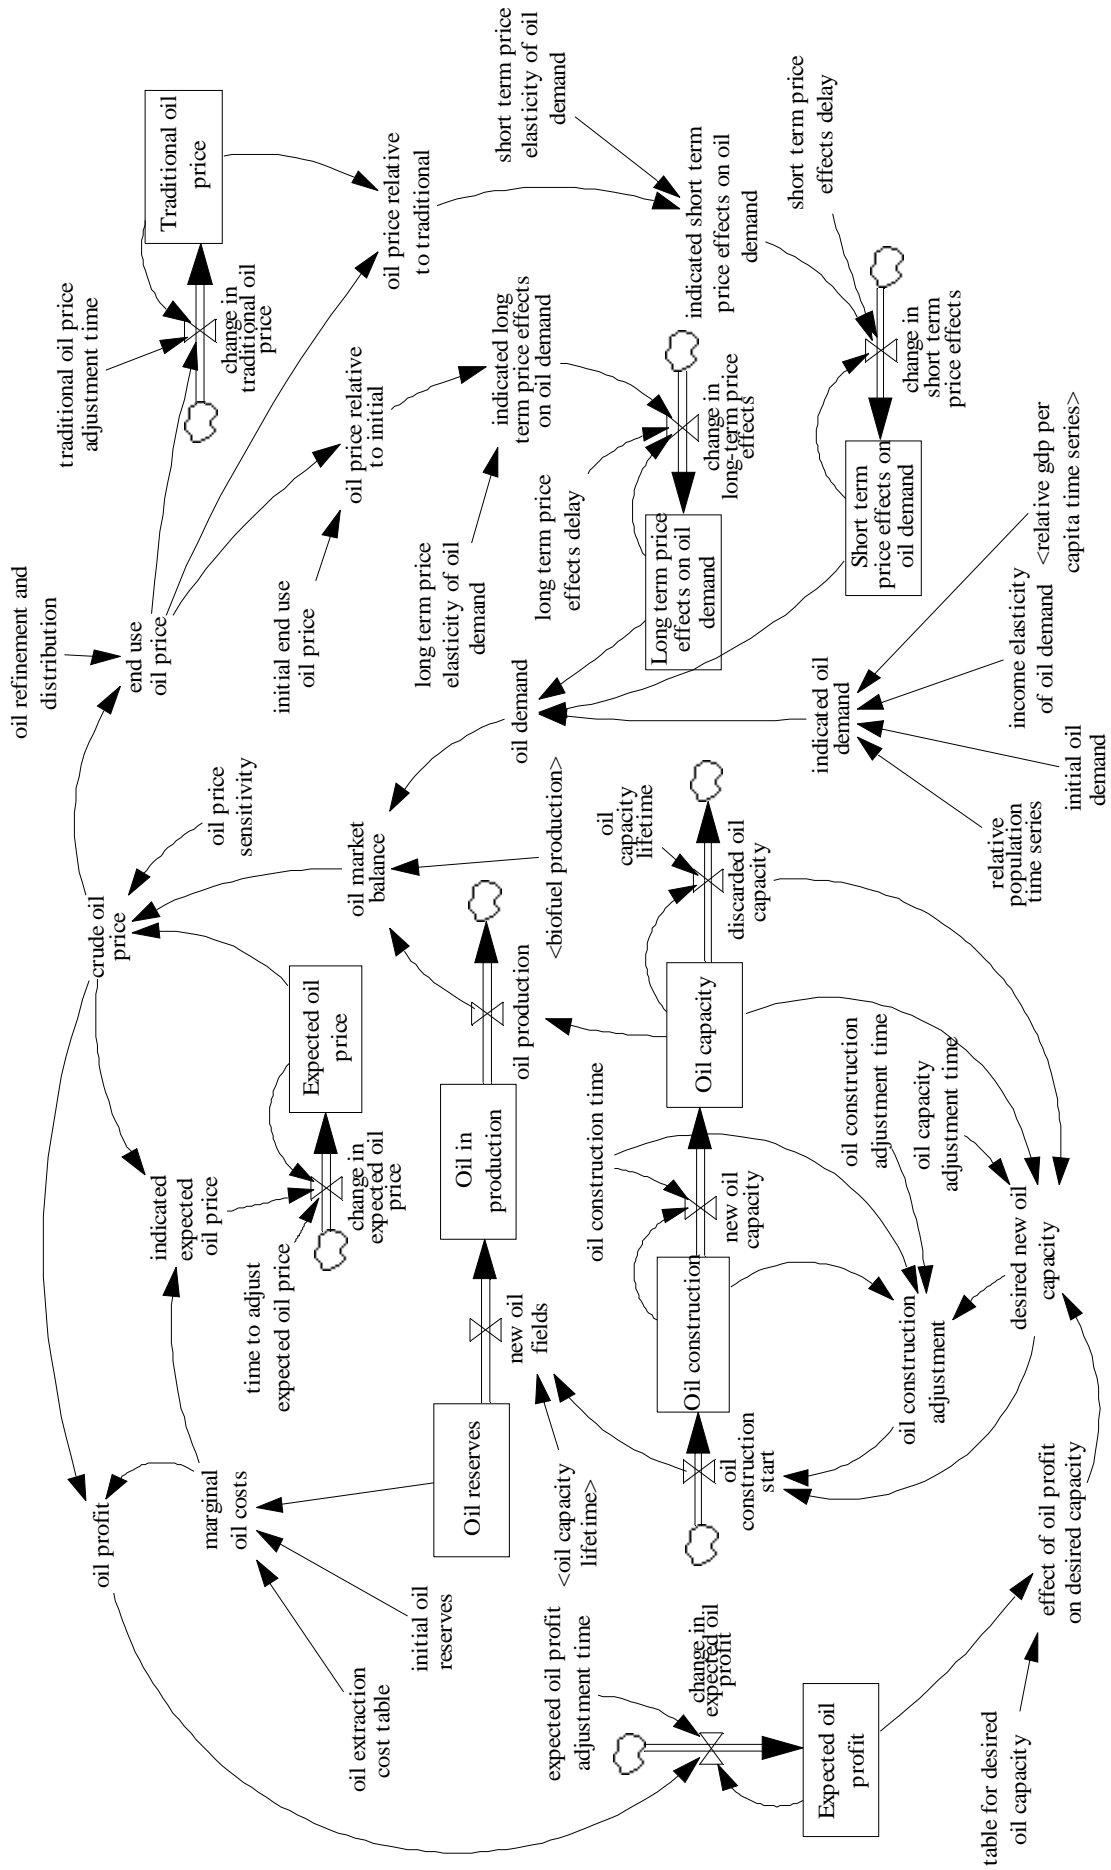 oil refinement and
distribution
traditional oil price
adjustment time
Traditional oil
price
change in
traditional oil
price
end use
oil price
oil price relative
to traditional
short term price
elasticity of oil
demand
initial end use
oil price
oil price relative
to initial
long term price
elasticity of oil
demand
indicated long
term price effects
on oil demand
indicated short term
price effects on oil
demand
short term price
effects delay
long term price
effects delay
change in
long-term price
effects
Long term price
effects on oil
demand
change in
short term
price effects
Short term
price effects on
oil demand
<relative gdp per
capita time series>
income elasticity
of oil demand
initial oil
demand
relative
population
time series
indicated oil
demand
oil demand
oil price
sensitivity
crude oil
price
oil market
balance
<biofuel production>
Expected oil
price
indicated
expected
oil price
change in
expected oil
price
time to adjust
expected oil price
oil profit
marginal
oil costs
oil extraction
cost table
initial oil
reserves
Oil reserves
new oil
fields
Oil in
production
oil production
<oil capacity
lifetime>
oil
capacity
lifetime
discarded oil
capacity
Oil capacity
oil construction time
new oil
capacity
Oil construction
oil
construction
start
oil construction
adjustment time
oil capacity
adjustment time
oil construction
adjustment
desired new oil
capacity
expected oil profit
adjustment time
change in
expected oil
profit
Expected oil
profit
effect of oil profit
on desired capacity
table for desired
oil capacity